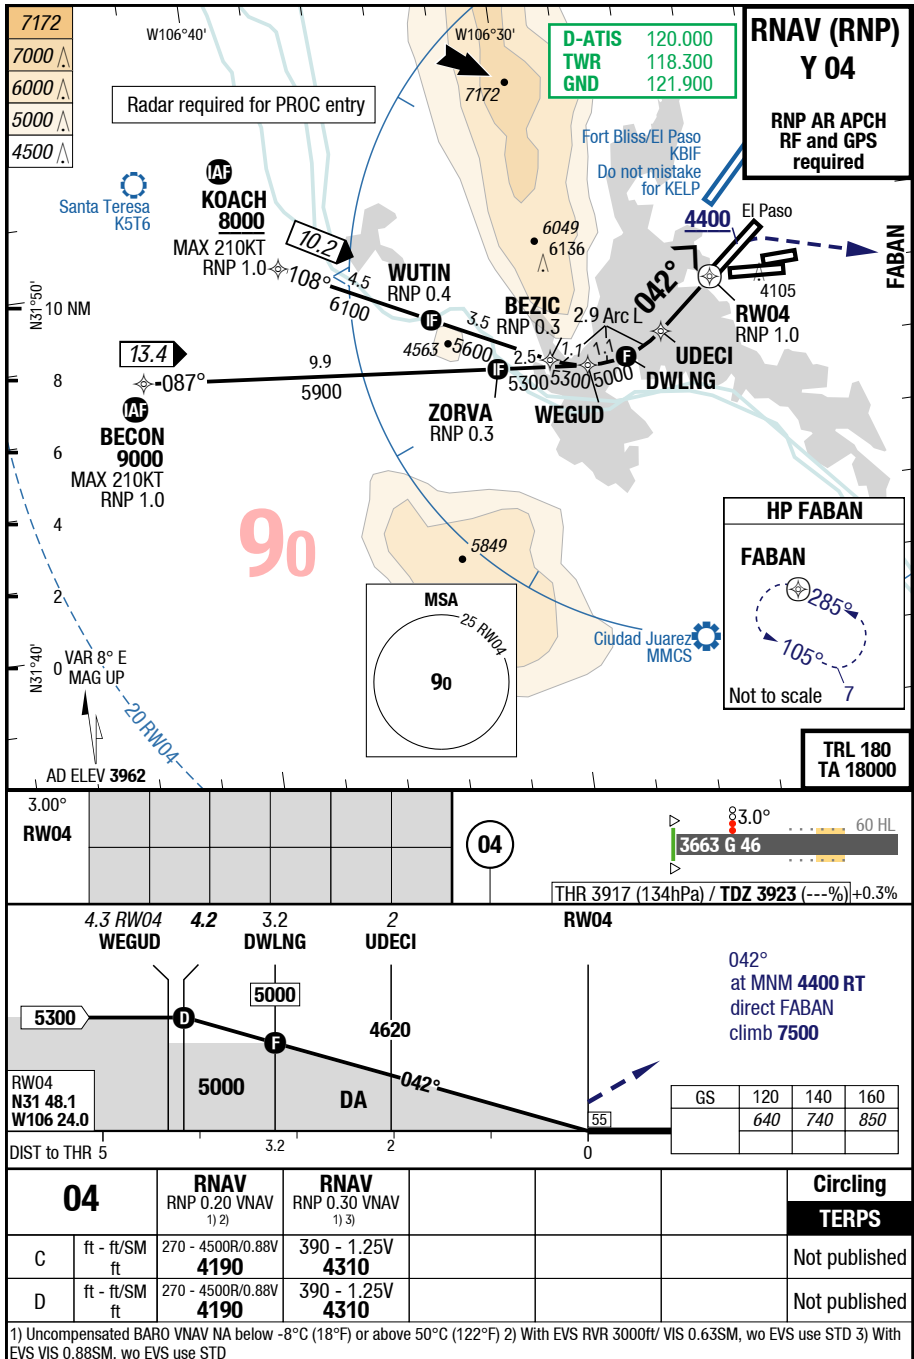 7172
7000
6000
5000
4500
W106°40'
W106°30'
D-ATIS 120.000
TWR 118.300
GND 121.900
RNAV (RNP)
Y 04
RNP AR APCH
RF and GPS
required
Radar required for PROC entry
7172
Fort Bliss/El Paso
KBIF
Do not mistake
for KELP
Santa Teresa
K5T6
IAF
KOACH
8000
MAX 210KT
RNP 1.0
10.2
108°
4.5
6100
WUTIN
RNP 0.4
IF
3.5
5600
4563
6049
6136
4400
El Paso
FABAN
042°
4105
RW04
RNP 1.0
BEZIC
RNP 0.3
2.9 Arc L
1.1
1.1
F
UDECI
DWLNG
N31°50'
10 NM
8
6
4
2
0
N31°40'
13.4
087°
9.9
5900
IF
2.5
5300
5300
5000
ZORVA
RNP 0.3
WEGUD
IAF
BECON
9000
MAX 210KT
RNP 1.0
90
5849
MSA
25 RW04
90
Ciudad Juarez
MMCS
HP FABAN
FABAN
285°
105°
7
Not to scale
VAR 8° E
MAG UP
20 RW04
AD ELEV 3962
TRL 180
TA 18000
3.00°
RW04
04
3.0°
60 HL
3663 G 46
THR 3917 (134hPa) / TDZ 3923 (---%) +0.3%
4.3 RW04 4.2 3.2 2 RW04
WEGUD DWLNG UDECI
5300
D
5000
F
4620
5000
DA
042°
042°
at MNM 4400 RT
direct FABAN
climb 7500
RW04
N31 48.1
W106 24.0
55
GS 120 140 160
640 740 850
DIST to THR 5 3.2 2 0
04
RNAV
RNP 0.20 VNAV
1) 2)
RNAV
RNP 0.30 VNAV
1) 3)
Circling
TERPS
C
ft - ft/SM
ft
270 - 4500R/0.88V
4190
390 - 1.25V
4310
Not published
D
ft - ft/SM
ft
270 - 4500R/0.88V
4190
390 - 1.25V
4310
Not published
1) Uncompensated BARO VNAV NA below -8°C (18°F) or above 50°C (122°F) 2) With EVS RVR 3000ft/ VIS 0.63SM, wo EVS use STD 3) With
EVS VIS 0.88SM, wo EVS use STD